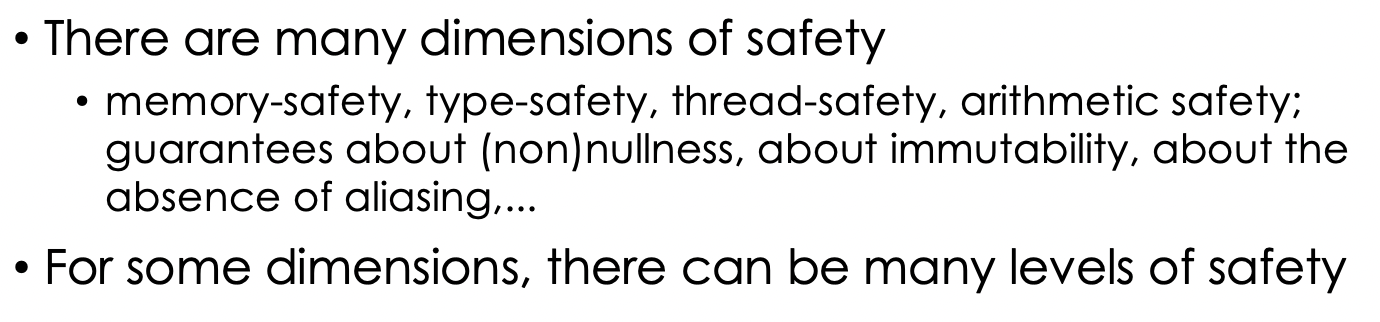 • There are many dimensions of safety
• memory-safety, type-safety, thread-safety, arithmetic safety;
guarantees about (non)nullness, about immutability, about the
absence of aliasing,...
• For some dimensions, there can be many levels of safety